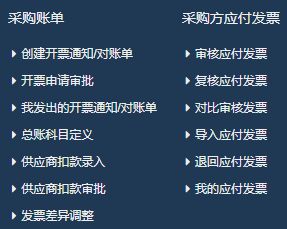 采购账单
创建开票通知/对账单
开票申请审批
我发出的开票通知/对账单
总账科目定义
供应商扣款录入
供应商扣款审批
发票差异调整
采购方应付发票
审核应付发票
复核应付发票
对比审核发票
导入应付发票
退回应付发票
我的应付发票